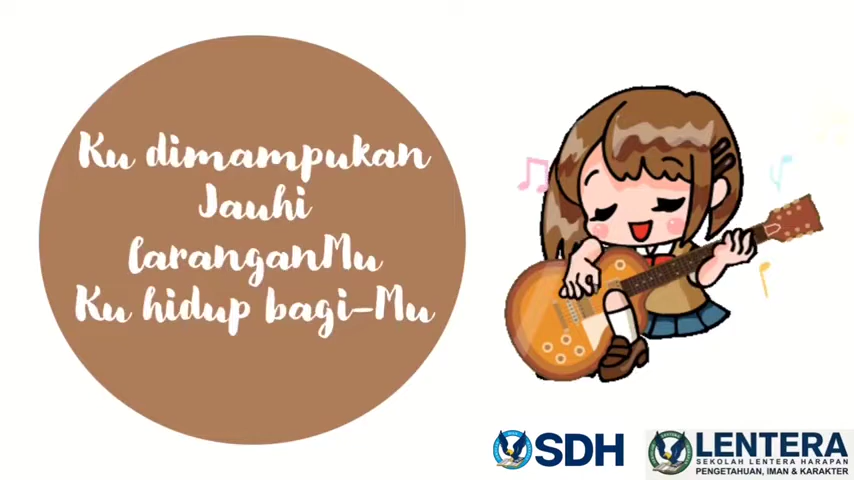 Ku dimampukan
Jauhi
laranganMu
Ku hidup bagi-Mu
SDH
LENTERA
SEKOLAH LENTERA HARAPAN
PENGETAHUAN, IMAN & KARAKTER